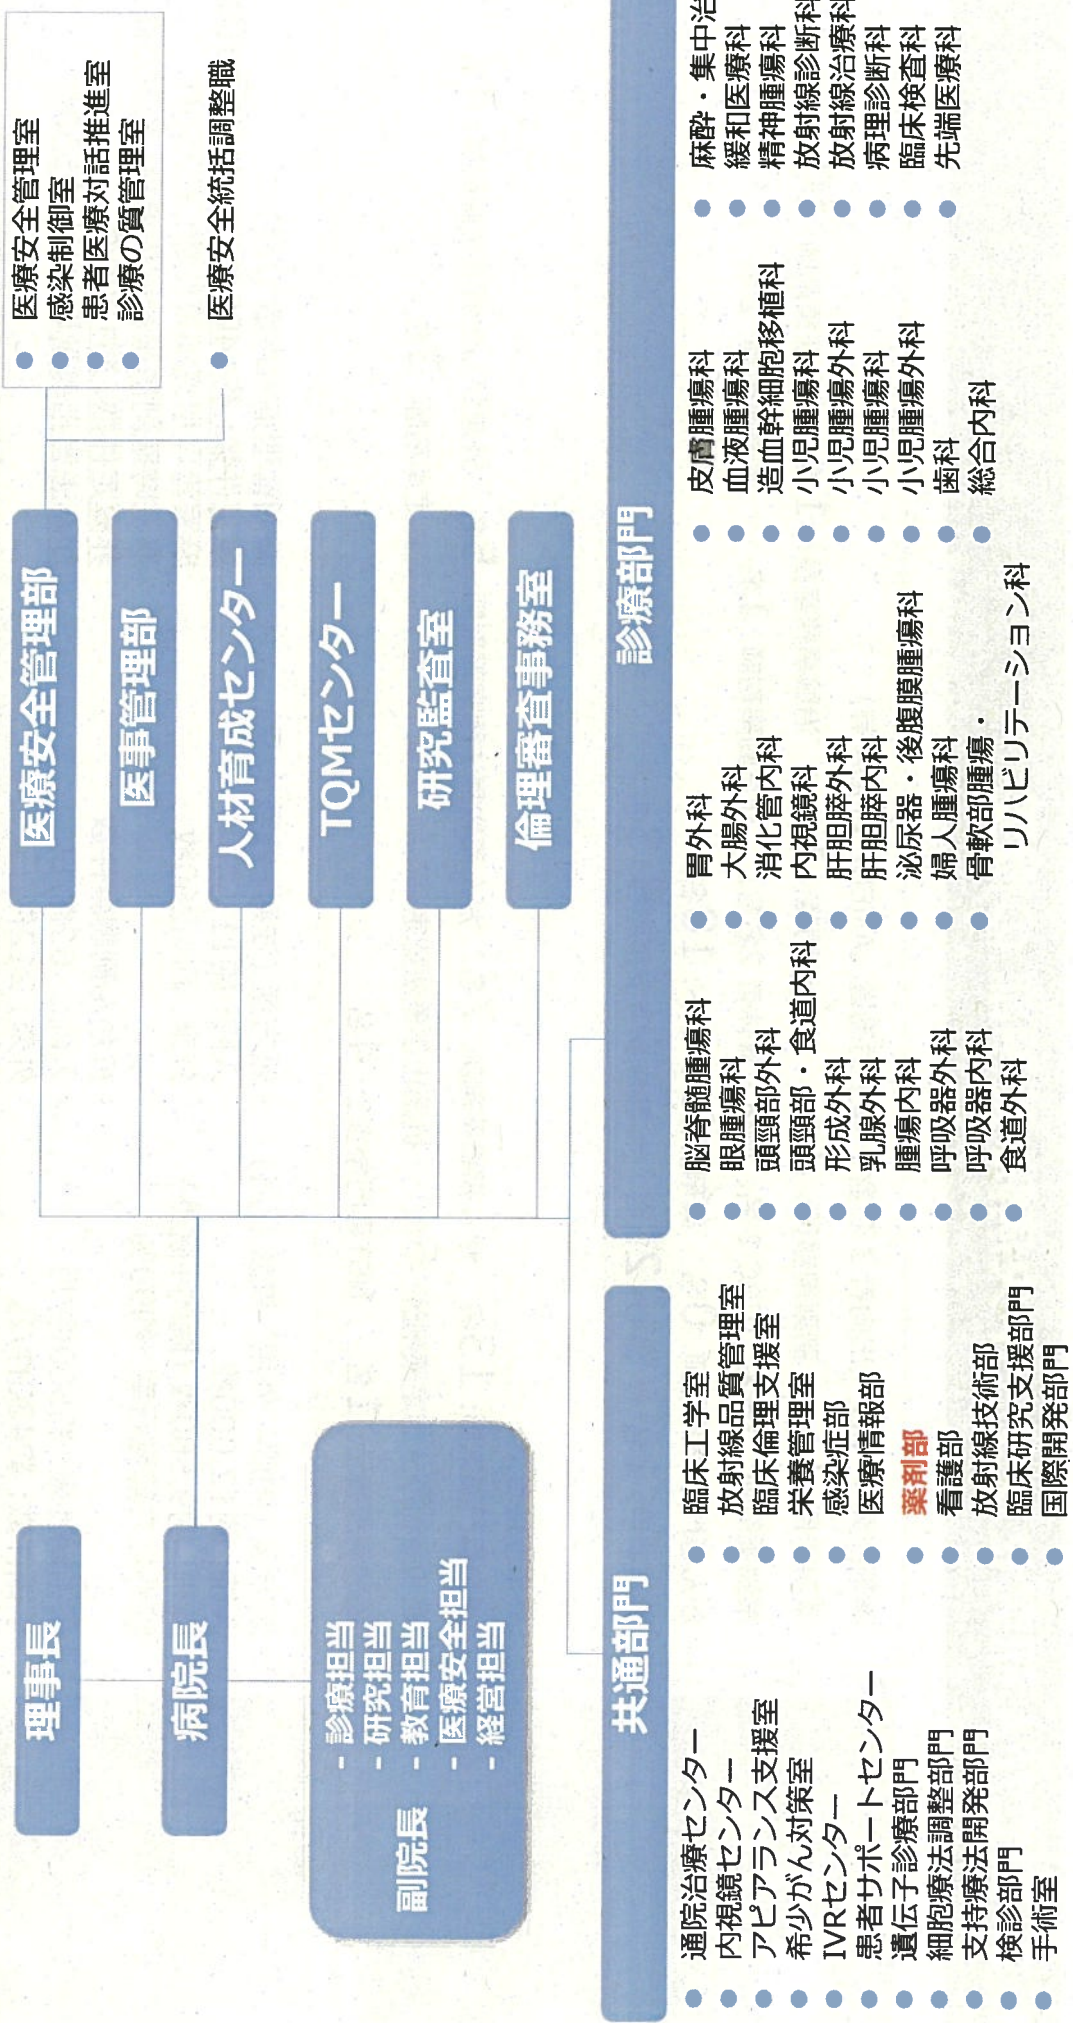 理事長
病院長
副院長
- 診療担当
- 研究担当
- 教育担当
- 医療安全担当
- 経営担当
医療安全管理部
医事管理部
人材育成センター
TQMセンター
研究監査室
倫理審査事務室
医療安全管理室
感染制御室
患者医療対話推進室
診療の質管理室
医療安全統括調整職
共通部門
通院治療センター
内視鏡センター
アピアランス支援室
希少がん対策室
IVRセンター
患者サポートセンター
遺伝子診療部門
細胞療法調整部門
支持療法開発部門
検診部門
手術室
臨床工学室
放射線品質管理室
臨床倫理支援室
栄養管理室
感染症部
医療情報部
薬剤部
看護部
放射線技術部
臨床研究支援部門
国際開発部門
診療部門
脳脊髄腫瘍科
眼腫瘍科
頭頸部外科
頭頸部・食道内科
形成外科
乳腺外科
腫瘍内科
呼吸器外科
呼吸器内科
食道外科
胃外科
大腸外科
消化管内科
内視鏡科
肝胆膵外科
肝胆膵内科
泌尿器・後腹膜腫瘍科
婦人腫瘍科
骨軟部腫瘍・
リハビリテーション科
皮膚腫瘍科
血液腫瘍科
造血幹細胞移植科
小児腫瘍科
小児腫瘍外科
小児腫瘍科
小児腫瘍外科
歯科
総合内科
麻酔・集中治
緩和医療科
精神腫瘍科
放射線診断科
放射線治療科
病理診断科
臨床検査科
先端医療科